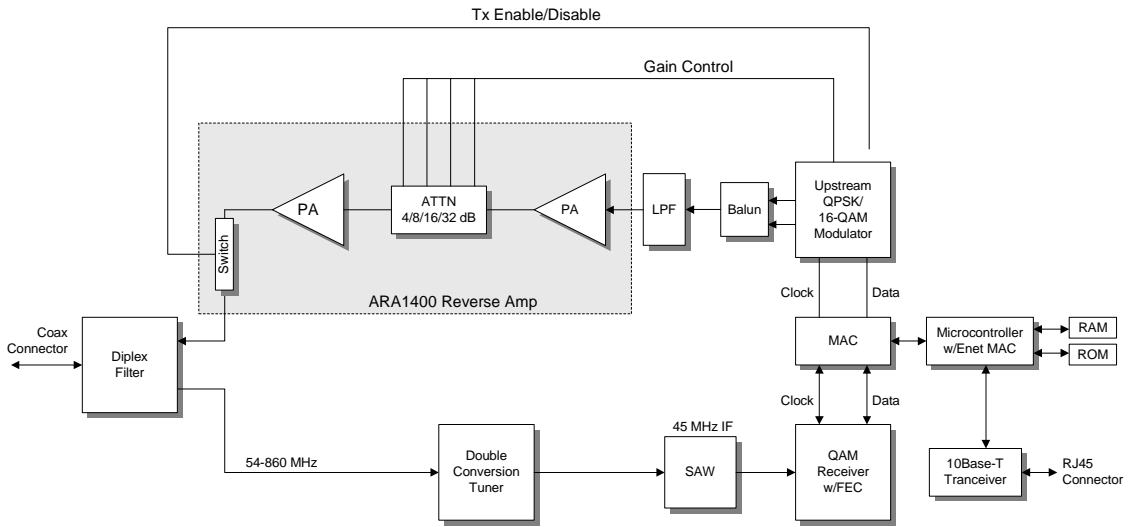 Tx Enable/Disable
Gain Control
PA
ATTN
4/8/16/32 dB
PA
LPF
Balun
Upstream
QPSK/
16-QAM
Modulator
Switch
ARA1400 Reverse Amp
Clock
Data
Coax
Connector
Diplex
Filter
MAC
Microcontroller
w/Enet MAC
RAM
ROM
Clock
Data
54-860 MHz
Double
Conversion
Tuner
45 MHz IF
SAW
QAM
Receiver
w/FEC
10Base-T
Tranceiver
RJ45
Connector